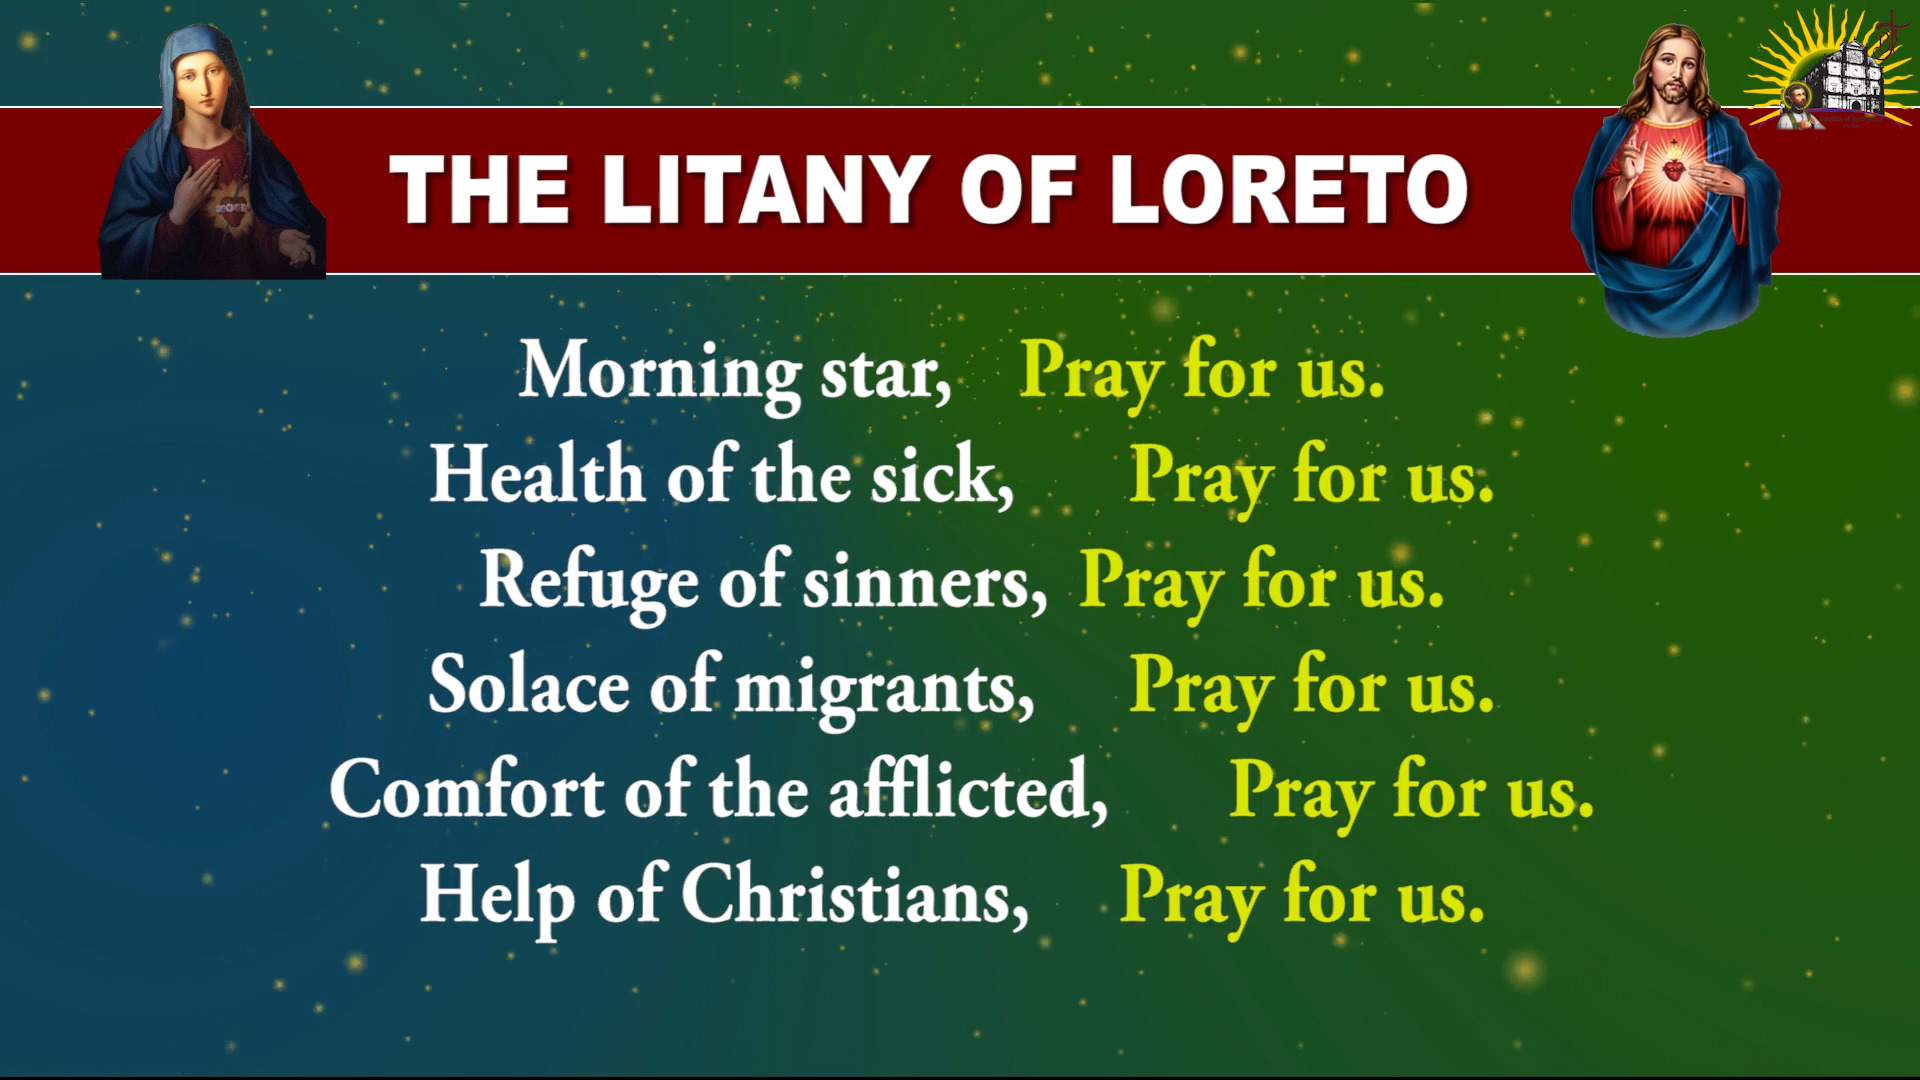 THE LITANY OF LORETO
Morning star, Pray for us.
Health of the sick, Pray for us.
Refuge of sinners, Pray for us.
Solace of migrants, Pray for us.
Comfort of the afflicted, Pray for us.
Help of Christians, Pray for us.